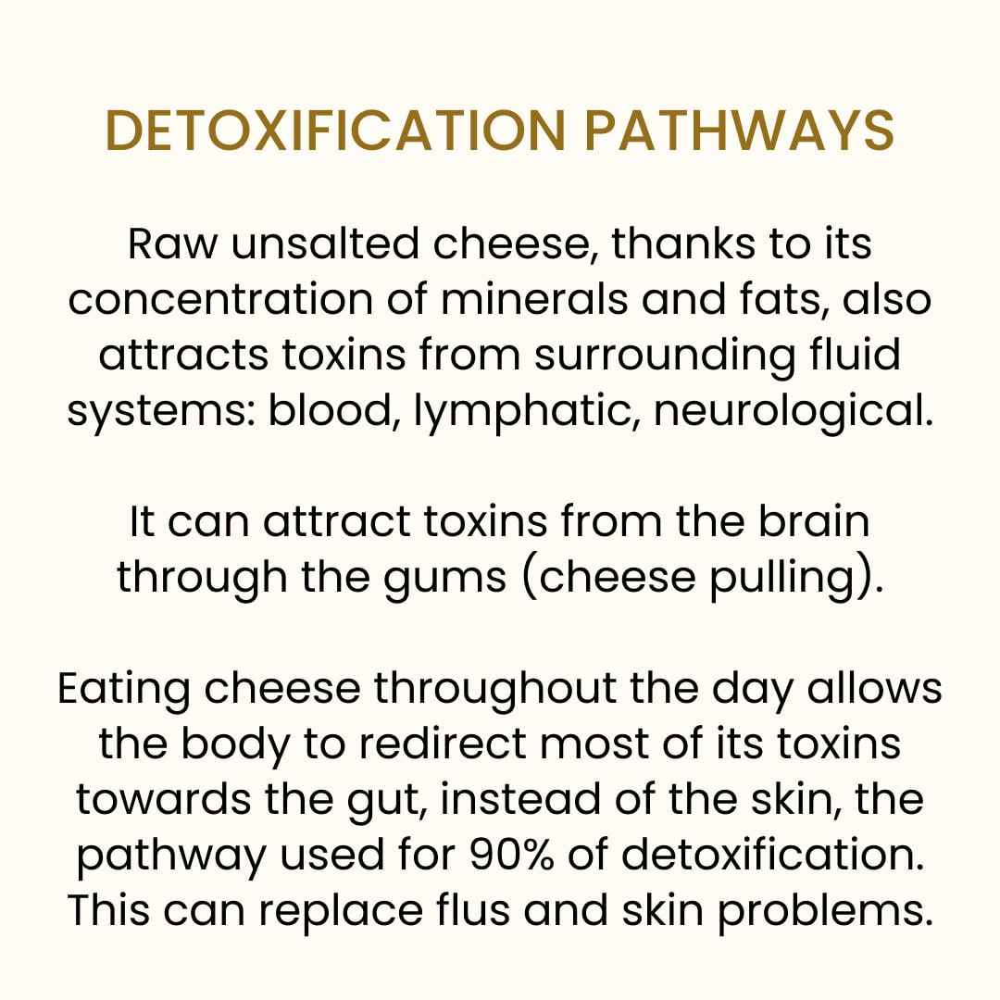 DETOXIFICATION PATHWAYS
Raw unsalted cheese, thanks to its
concentration of minerals and fats, also
attracts toxins from surrounding fluid
systems: blood, lymphatic, neurological.
It can attract toxins from the brain
through the gums (cheese pulling).
Eating cheese throughout the day allows
the body to redirect most of its toxins
towards the gut, instead of the skin, the
pathway used for 90% of detoxification.
This can replace flus and skin problems.